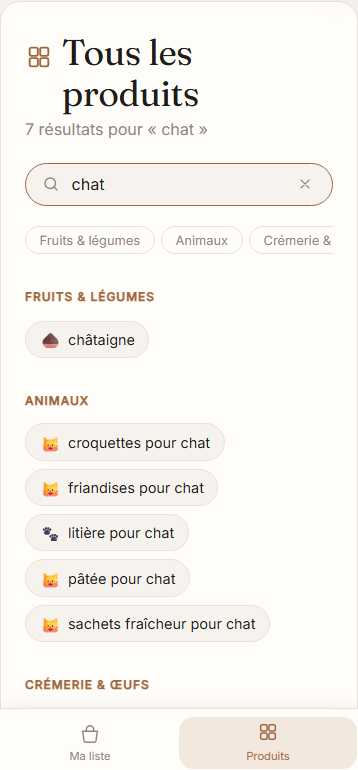 Tous les
produits
7 résultats pour « chat »
chat
Fruits & légumes
Animaux
Crémerie &
FRUITS & LÉGUMES
châtaigne
ANIMAUX
croquettes pour chat
friandises pour chat
litière pour chat
pâtée pour chat
sachets fraîcheur pour chat
CRÉMERIE & ŒUFS
Ma liste
Produits